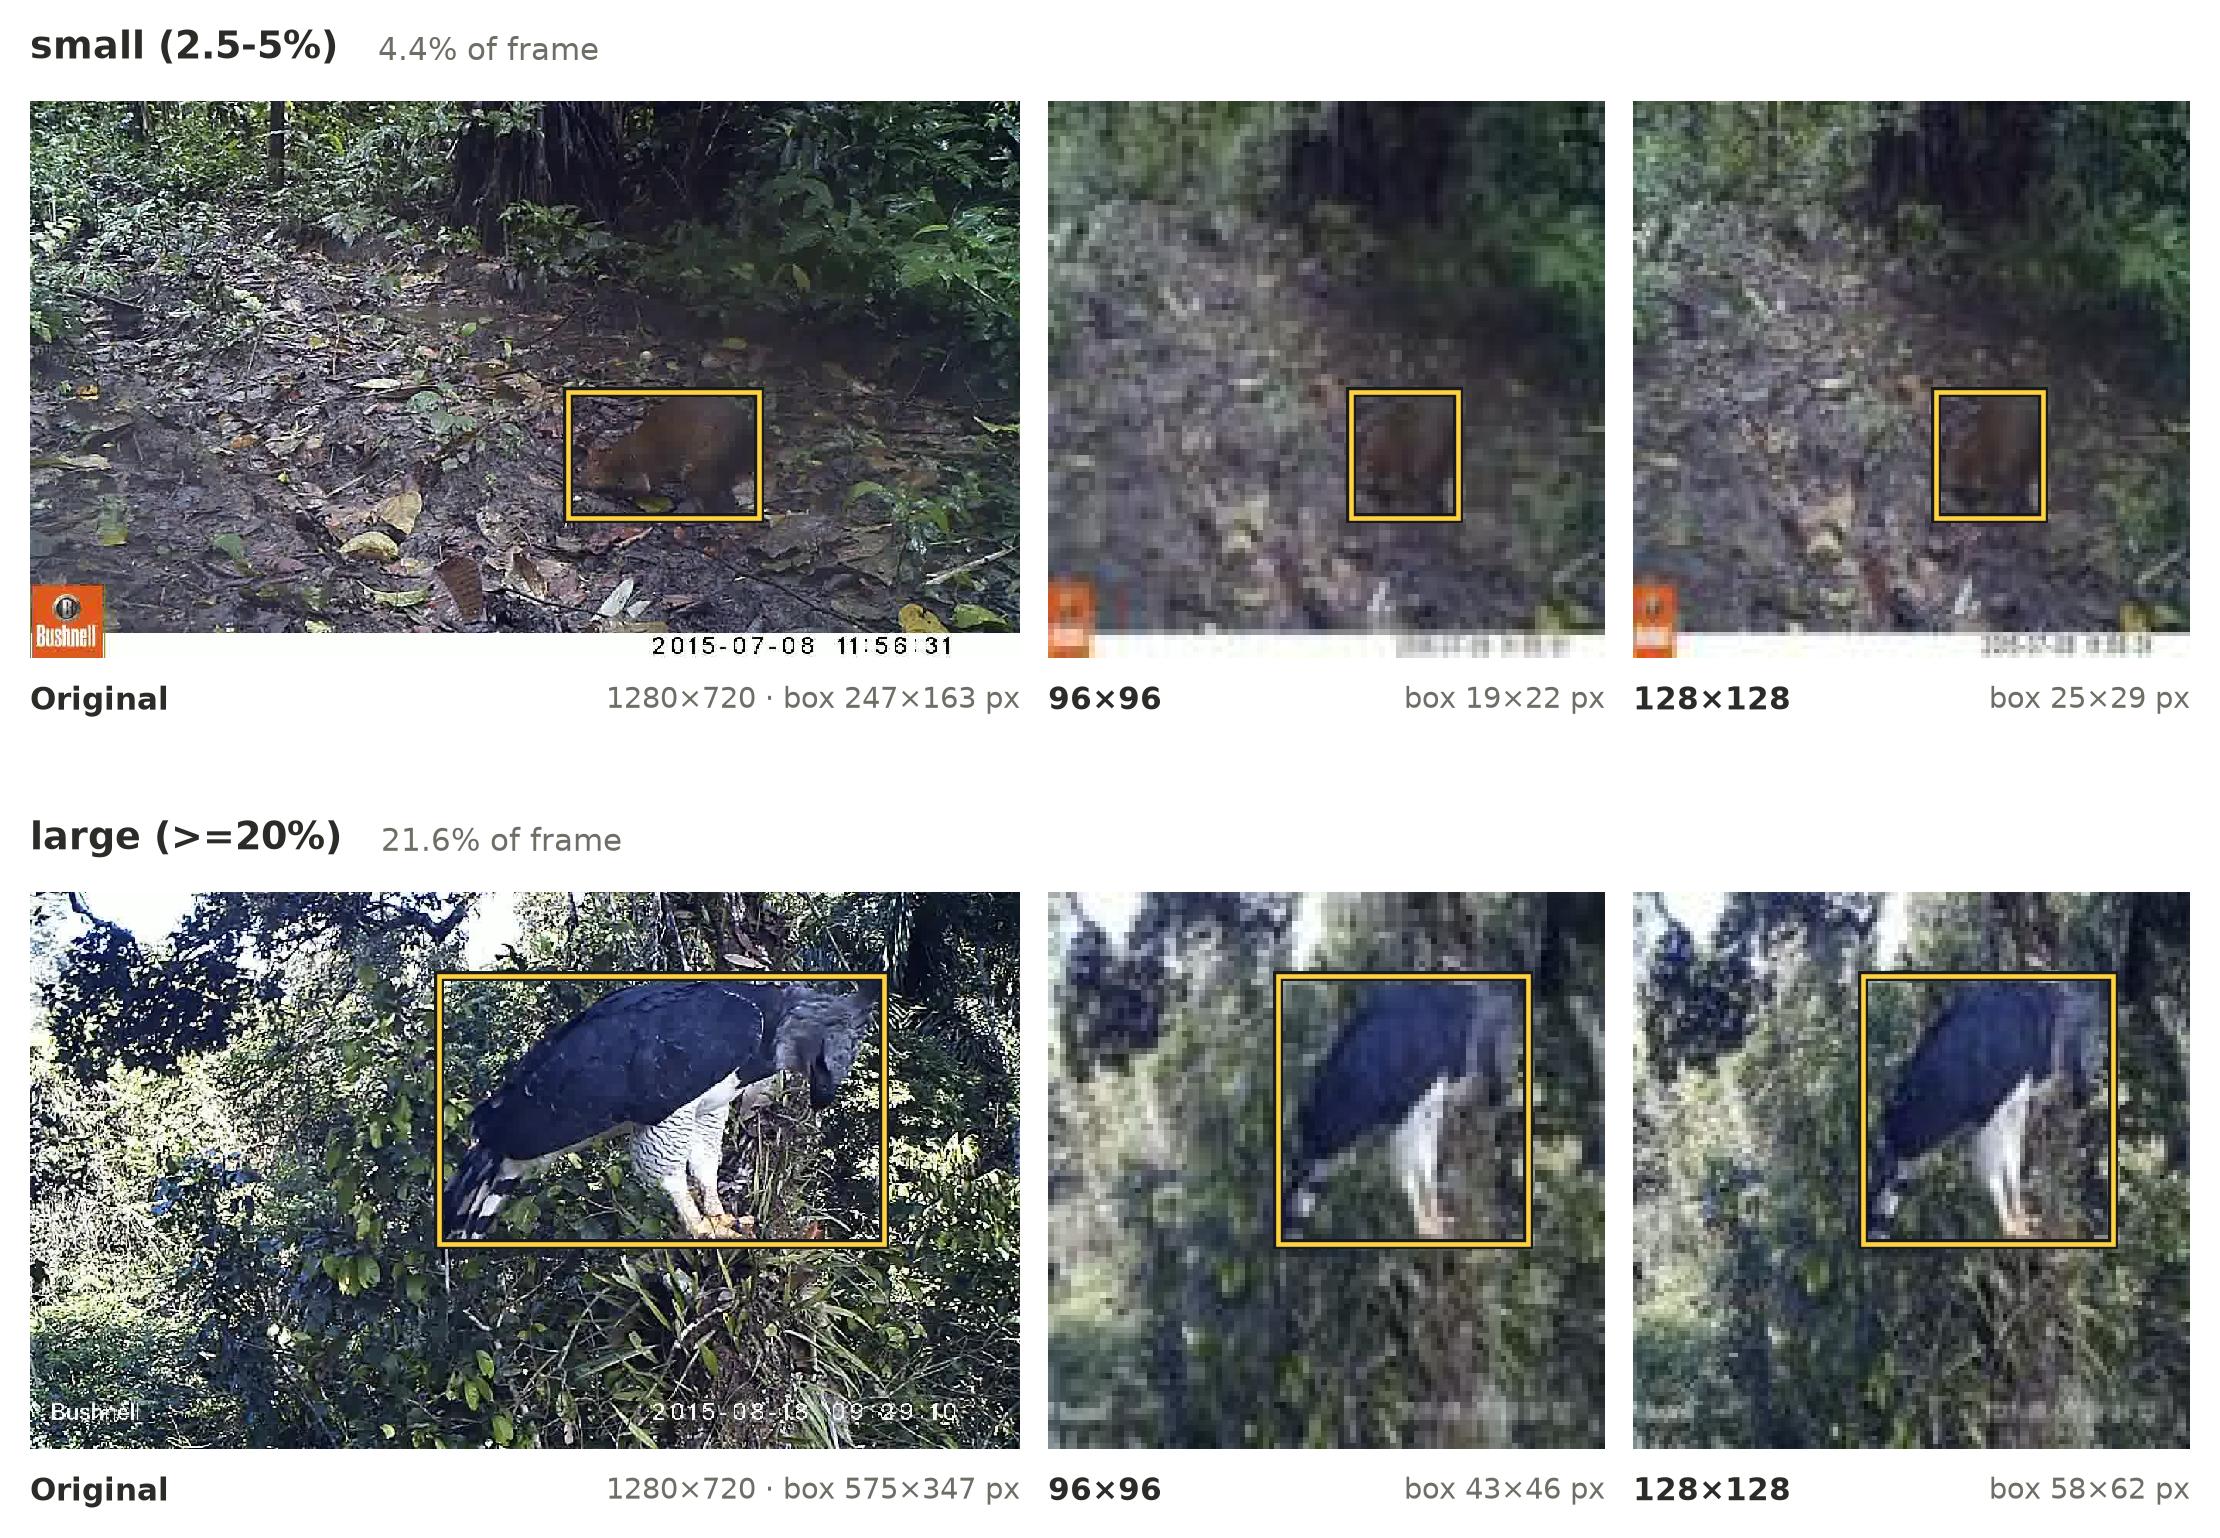 small (2.5-5%) 4.4% of frame
Bushnell
2015-07-08 11:56:31
Original 1280×720 · box 247×163 px
96×96 box 19×22 px
128×128 box 25×29 px
large (>=20%) 21.6% of frame
Bushnell
2015-08-18 09 29 10
Original 1280×720 · box 575×347 px
96×96 box 43×46 px
128×128 box 58×62 px